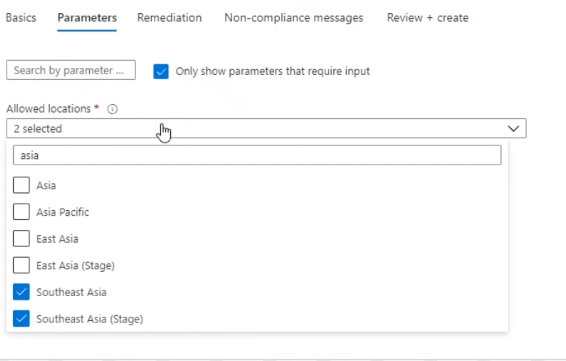 Basics Parameters Remediation Non-compliance messages Review + create
Search by parameter ... Only show parameters that require input
Allowed locations *
2 selected
asia
Asia
Asia Pacific
East Asia
East Asia (Stage)
Southeast Asia
Southeast Asia (Stage)